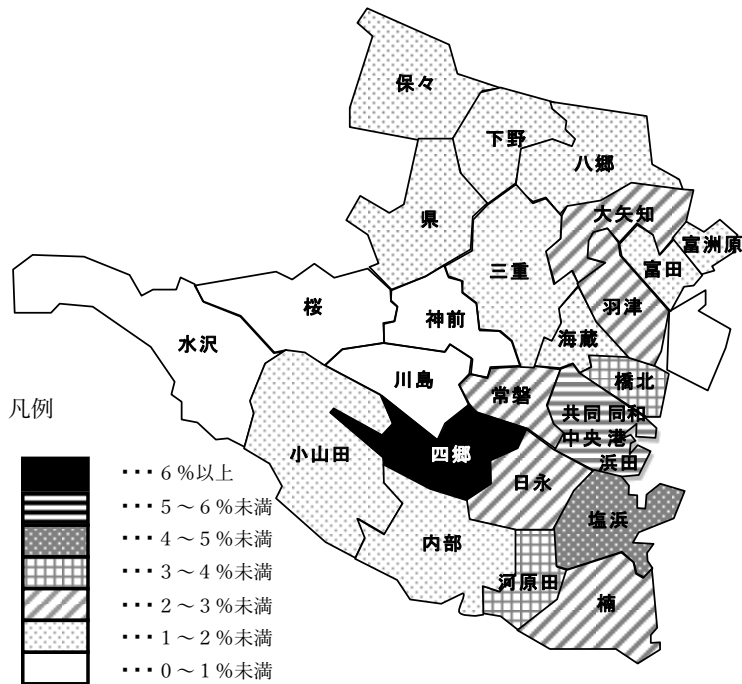 保々
下野
八郷
県
大矢知
富洲原
富田
三重
羽津
桜
神前
海蔵
水沢
川島
橋北
常磐
共同 同和
中央 港
浜田
小山田
四郷
日永
塩浜
内部
河原田
楠
凡例
･･･ 6 %以上
･･･ 5 ～ 6 %未満
･･･ 4 ～ 5 %未満
･･･ 3 ～ 4 %未満
･･･ 2 ～ 3 %未満
･･･ 1 ～ 2 %未満
･･･ 0 ～ 1 %未満